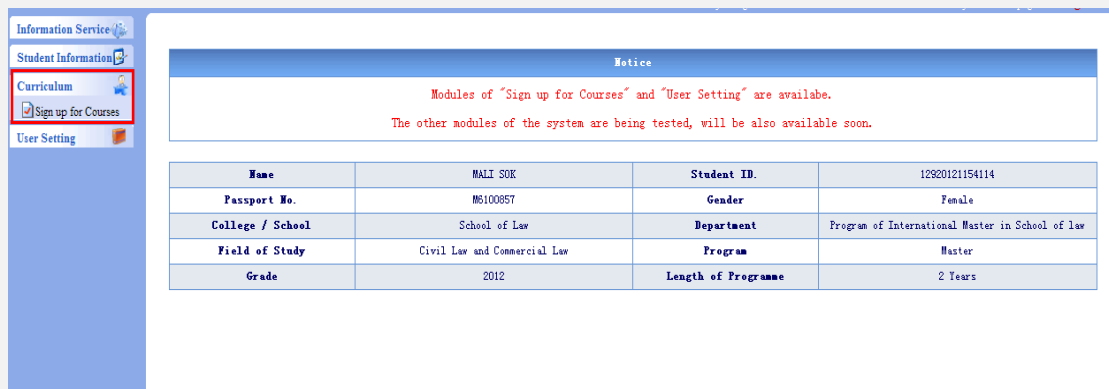 Information Service
Student Information
Curriculum
Sign up for Courses
User Setting
Notice
Modules of "Sign up for Courses" and "User Setting" are availabe.
The other modules of the system are being tested, will be also available soon.
Name MALI SOK Student ID. 12920121154114
Passport No. M6100857 Gender Female
College / School School of Law Department Program of International Master in School of law
Field of Study Civil Law and Commercial Law Program Master
Grade 2012 Length of Programme 2 Years